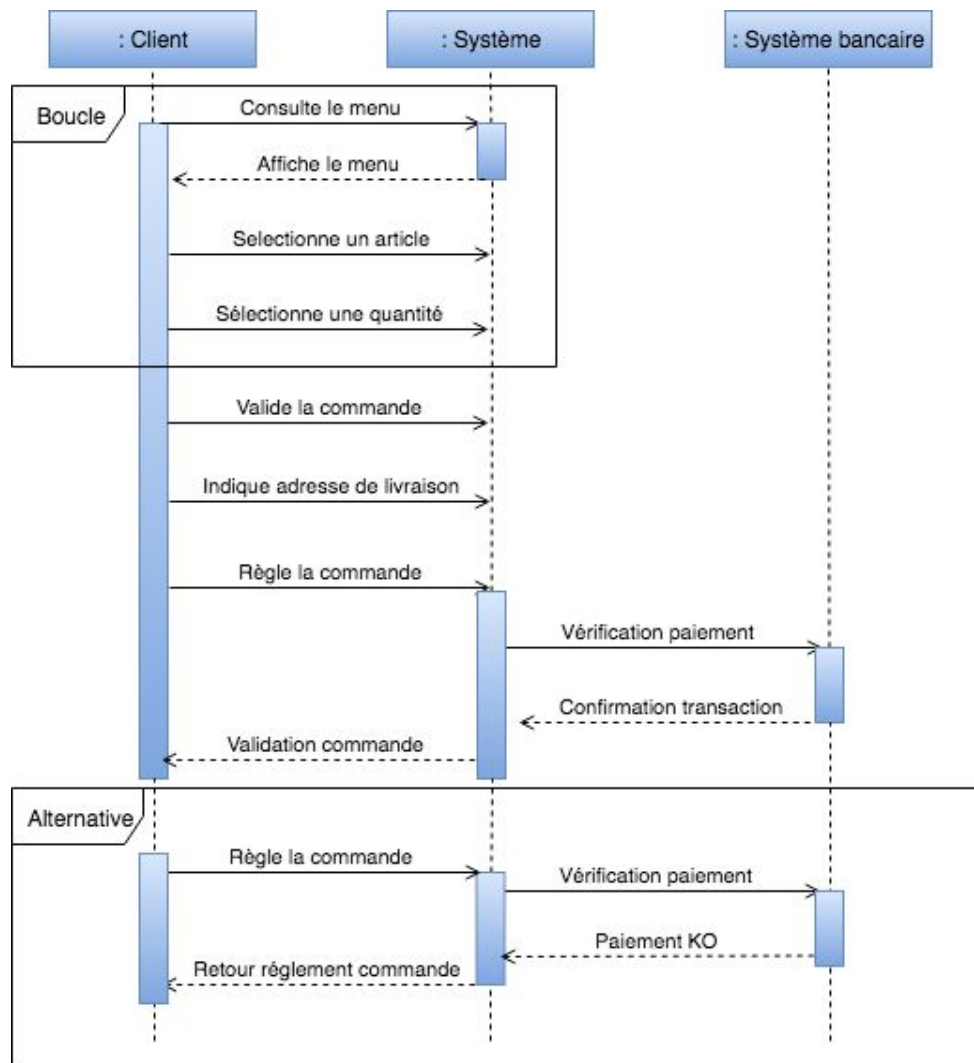 : Client
: Système
: Système bancaire
Boucle
Consulte le menu
Affiche le menu
Selectionne un article
Sélectionne une quantité
Valide la commande
Indique adresse de livraison
Règle la commande
Vérification paiement
Confirmation transaction
Validation commande
Alternative
Règle la commande
Vérification paiement
Paiement KO
Retour réglement commande